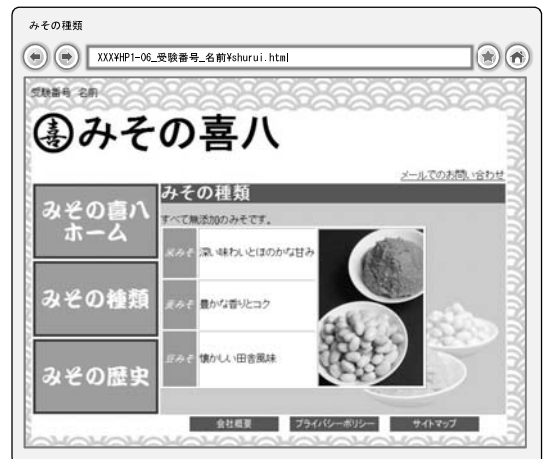 みその種類
XXX¥HP1-06_受験番号_名前¥shurui.html
受験番号 名前
喜 みその喜八
メールでのお問い合わせ
みその喜八
ホーム
みその種類
みその歴史
みその種類
すべて無添加のみそです。
米みそ 深い味わいとほのかな甘み
麦みそ 豊かな香りとコク
豆みそ 懐かしい田舎風味
会社概要 プライバシーポリシー サイトマップ